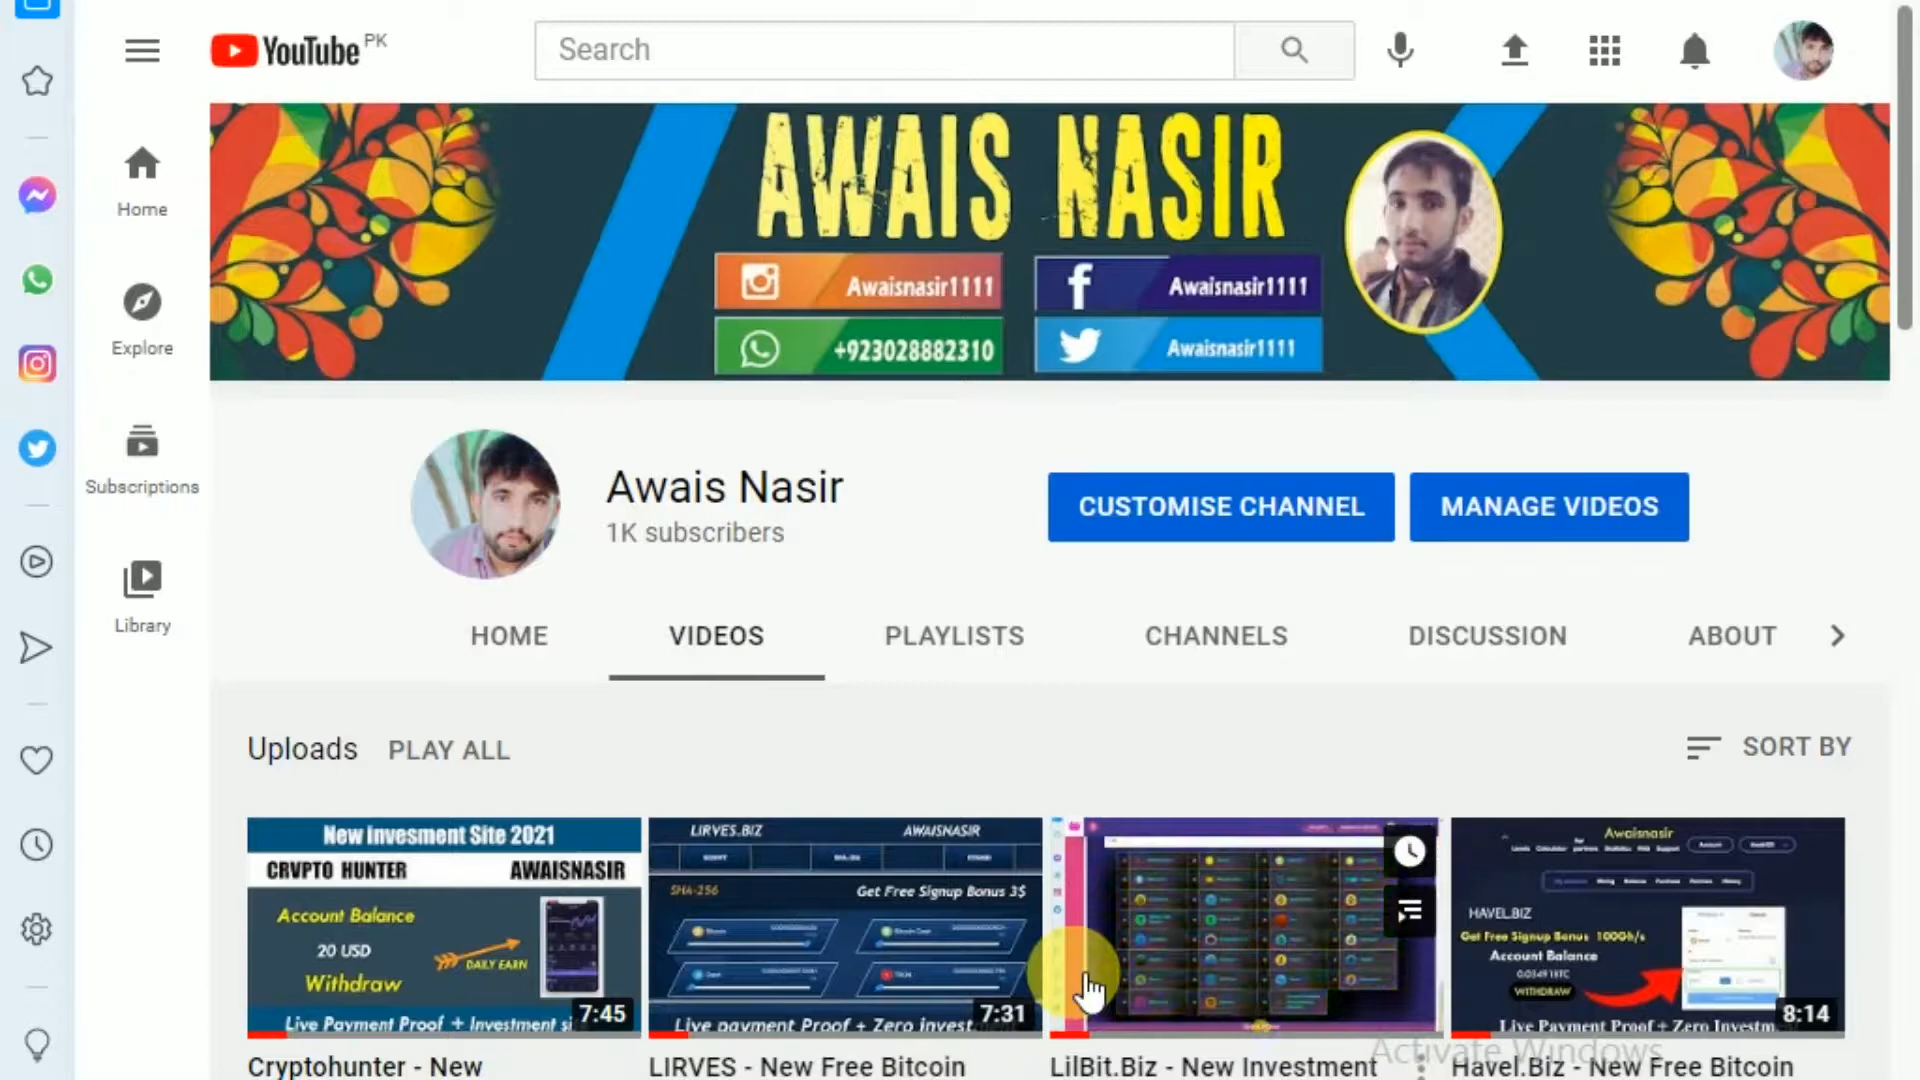 YouTube PK
Search
Home
Explore
Subscriptions
Library
AWAIS NASIR
Awaisnasir1111
Awaisnasir1111
+923028882310
Awaisnasir1111
Awais Nasir
1K subscribers
CUSTOMISE CHANNEL
MANAGE VIDEOS
HOME
VIDEOS
PLAYLISTS
CHANNELS
DISCUSSION
ABOUT
Uploads
PLAY ALL
SORT BY
New invesment Site 2021
CRYPTO HUNTER
AWAISNASIR
Account Balance
20 USD
Withdraw
DAILY EARN
7:45
Live Payment Proof + Investment si
Cryptohunter - New
LIRVES.BIZ
AWAISNASIR
SHA-256
Get Free Signup Bonus 3$
7:31
Live payment Proof + Zero invest
LIRVES - New Free Bitcoin
LilBit.Biz - New Investment
Awaisnasir
HAVEL.BIZ
Get Free Signup Bonus 100Gh/s
Account Balance
WITHDRAW
8:14
Live Payment Proof + Zero Investm
Havel.Biz - New Free Bitcoin
Activate Windows